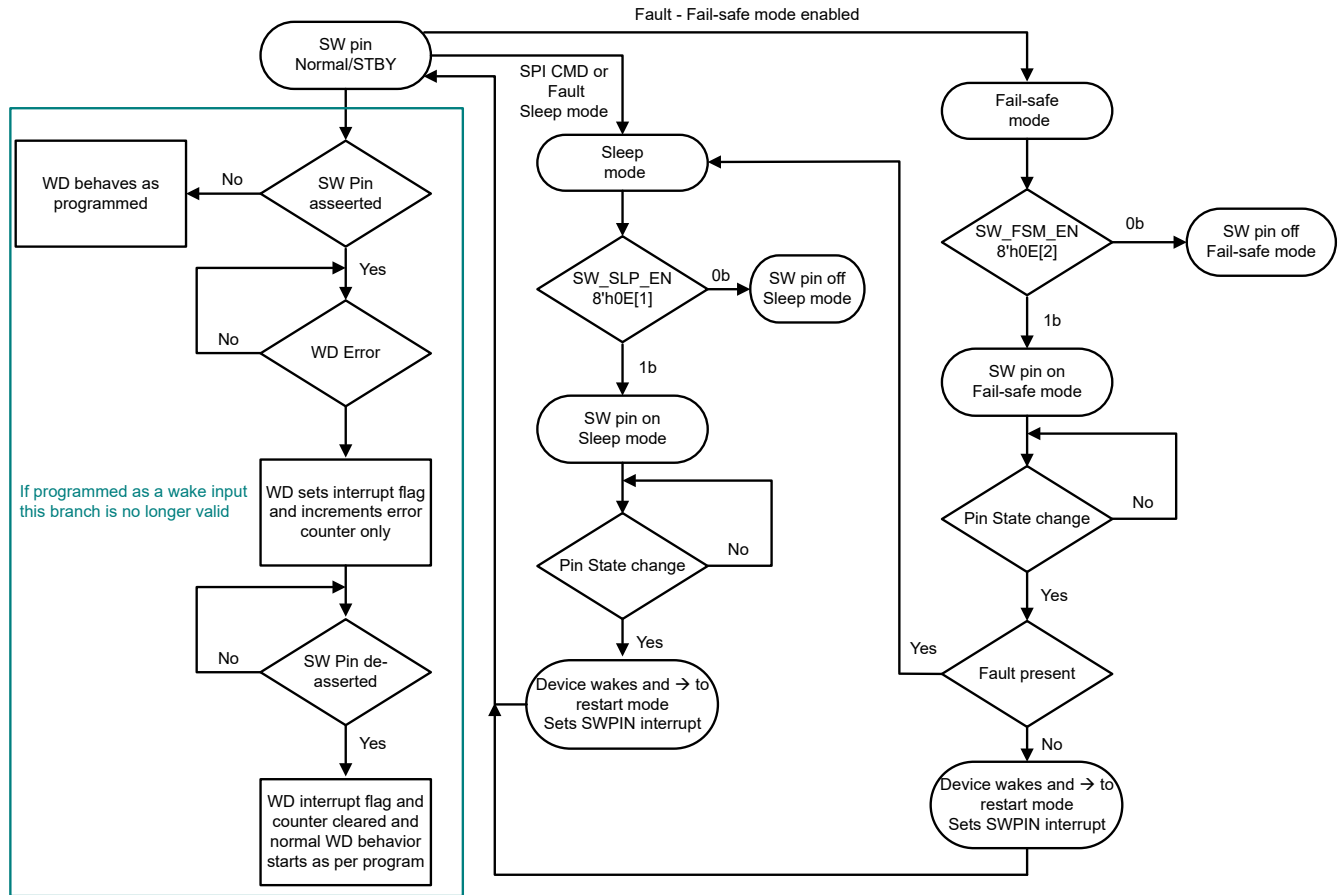 Fault - Fail-safe mode enabled
SW pin
Normal/STBY
SPI CMD or
Fault
Sleep mode
Fail-safe
mode
Sleep
mode
SW Pin
asseerted
No
WD behaves as
programmed
Yes
SW_FSM_EN
8'h0E[2]
0b
SW pin off
Fail-safe mode
1b
SW_SLP_EN
8'h0E[1]
0b
SW pin off
Sleep mode
1b
WD Error
No
SW pin on
Fail-safe mode
SW pin on
Sleep mode
If programmed as a wake input
this branch is no longer valid
WD sets interrupt flag
and increments error
counter only
Pin State change
No
Yes
Pin State change
No
Yes
SW Pin de-
asserted
No
Yes
Fault present
Yes
No
Device wakes and → to
restart mode
Sets SWPIN interrupt
Device wakes and → to
restart mode
Sets SWPIN interrupt
WD interrupt flag and
counter cleared and
normal WD behavior
starts as per program